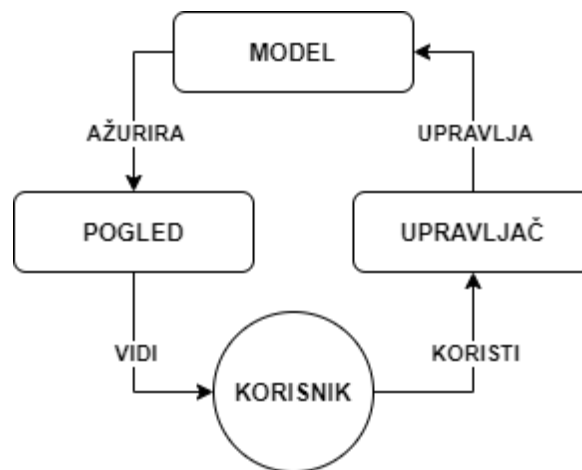 MODEL
AŽURIRA
UPRAVLJA
POGLED
UPRAVLJAČ
VIDI
KORISTI
KORISNIK